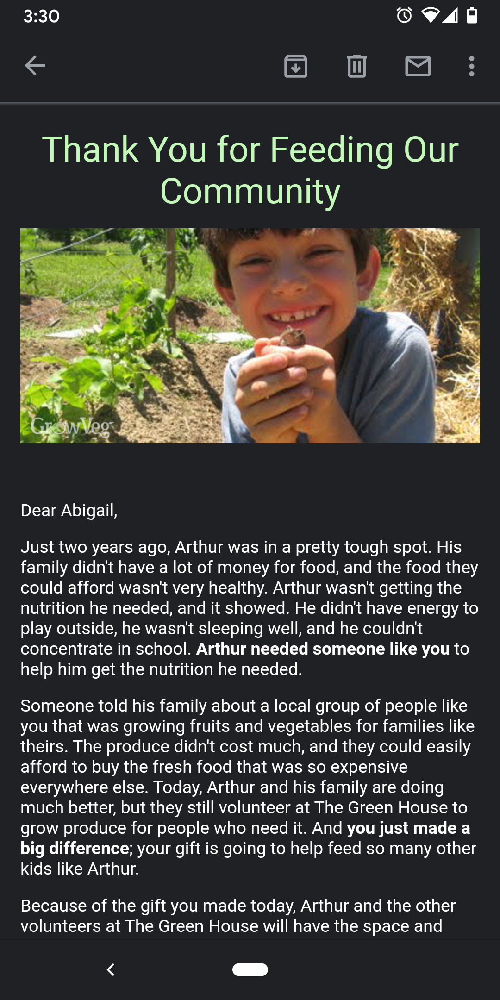 3:30
Thank You for Feeding Our
Community
GrowVeg
Dear Abigail,
Just two years ago, Arthur was in a pretty tough spot. His
family didn't have a lot of money for food, and the food they
could afford wasn't very healthy. Arthur wasn't getting the
nutrition he needed, and it showed. He didn't have energy to
play outside, he wasn't sleeping well, and he couldn't
concentrate in school. Arthur needed someone like you to
help him get the nutrition he needed.
Someone told his family about a local group of people like
you that was growing fruits and vegetables for families like
theirs. The produce didn't cost much, and they could easily
afford to buy the fresh food that was so expensive
everywhere else. Today, Arthur and his family are doing
much better, but they still volunteer at The Green House to
grow produce for people who need it. And you just made a
big difference; your gift is going to help feed so many other
kids like Arthur.
Because of the gift you made today, Arthur and the other
volunteers at The Green House will have the space and